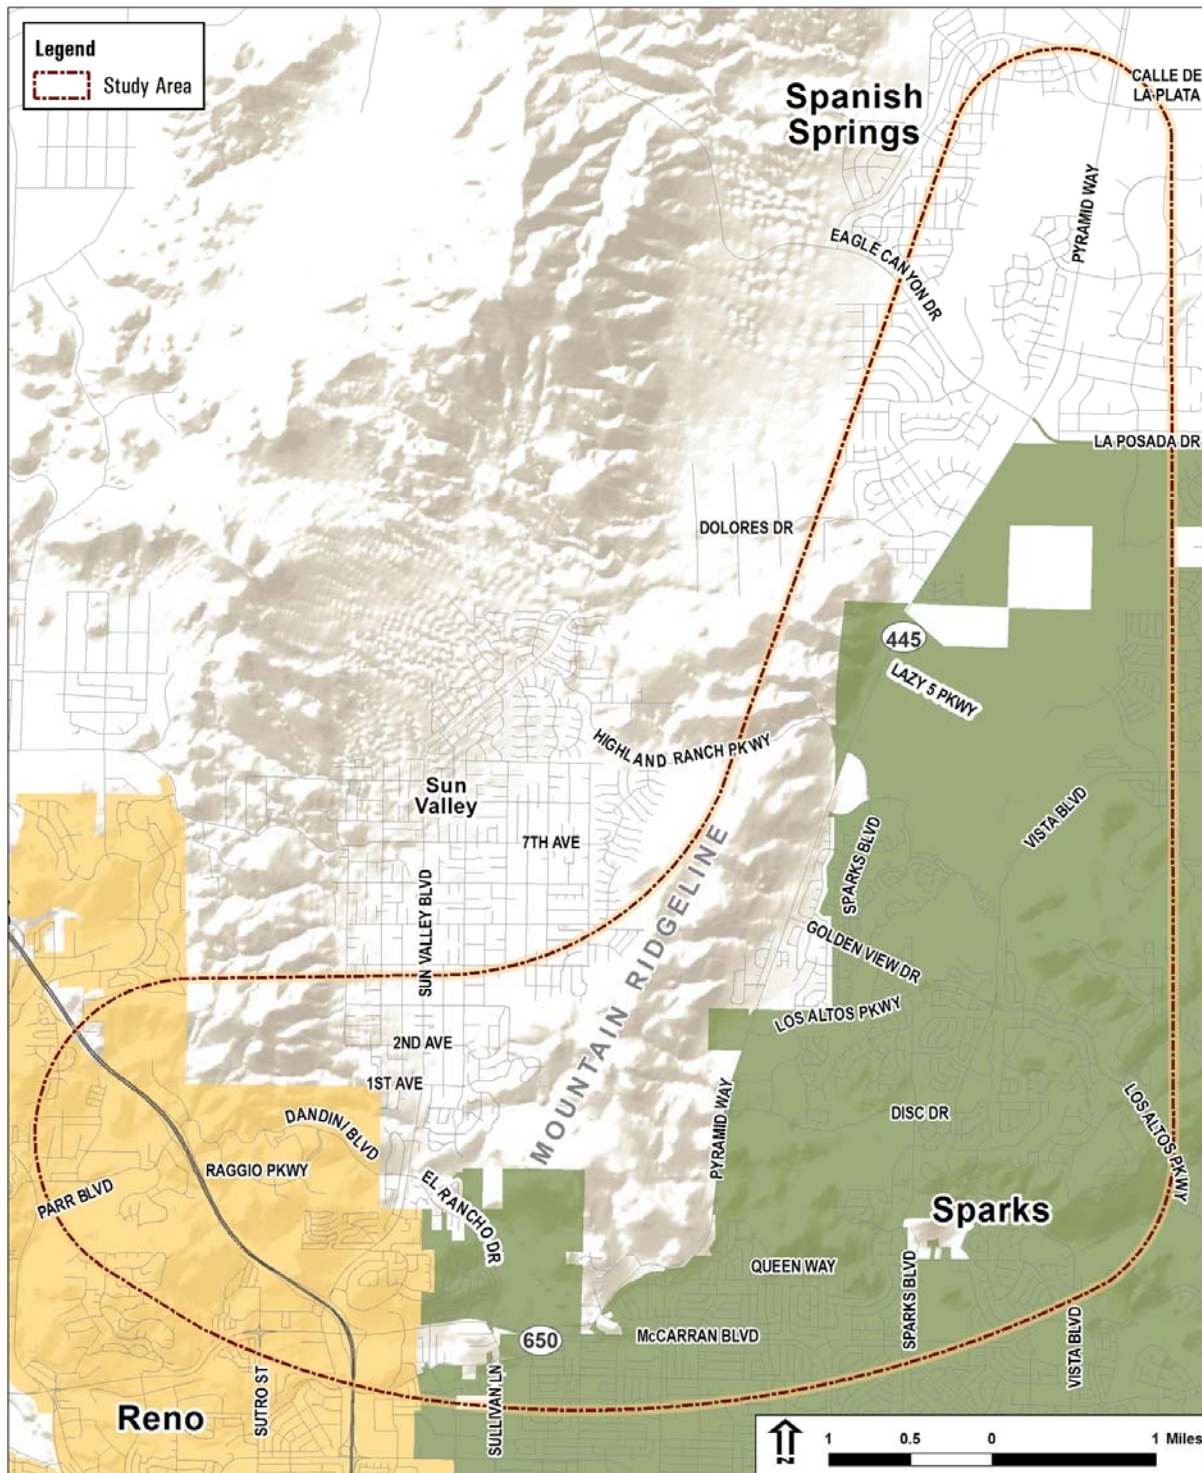 Legend
Study Area
Spanish
Springs
CALLE DE
LA PLATA
PYRAMID WAY
EAGLE CANYON DR
LA POSADA DR
DOLORES DR
445
LAZY 5 PKWY
HIGHLAND RANCH PKWY
Sun
Valley
7TH AVE
VISTA BLVD
SPARKS BLVD
MOUNTAIN RIDGELINE
SUN VALLEY BLVD
GOLDEN VIEW DR
LOS ALTOS PKWY
2ND AVE
1ST AVE
PYRAMID WAY
DISC DR
DANDINI BLVD
LOS ALTOS PKWY
RAGGIO PKWY
PARR BLVD
EL RANCHO DR
Sparks
QUEEN WAY
SPARKS BLVD
McCARRAN BLVD
650
VISTA BLVD
SUTRO ST
SULLIVAN LN
Reno
N
1 0.5 0 1 Miles